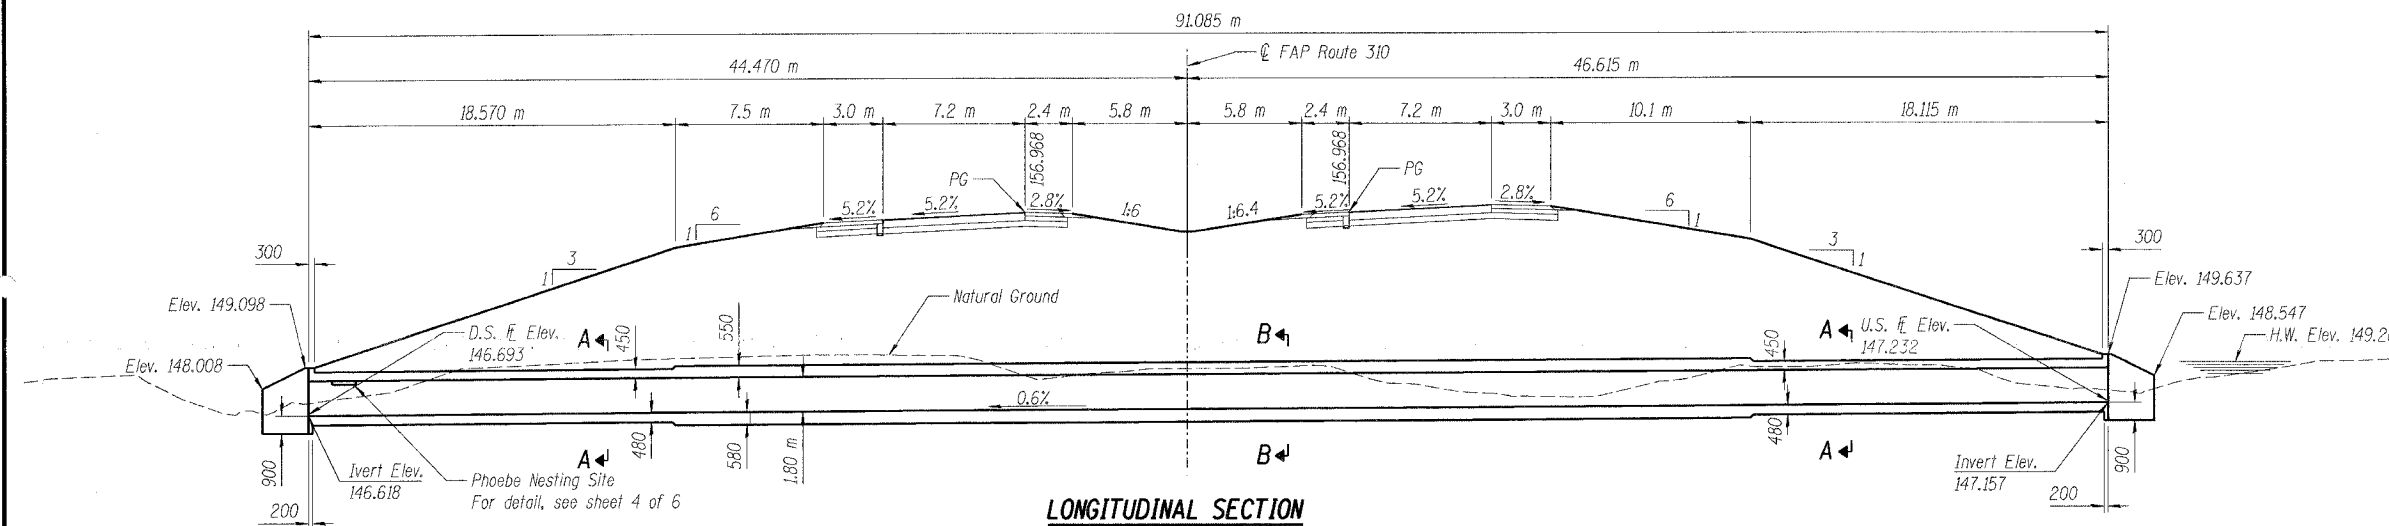 91.085 m
℄ FAP Route 310
44.470 m
46.615 m
18.570 m
7.5 m
3.0 m
7.2 m
2.4 m
5.8 m
5.8 m
2.4 m
7.2 m
3.0 m
10.1 m
18.115 m
156.968
156.968
PG
PG
5.2%
5.2%
2.8%
1:6
1:6.4
5.2%
5.2%
2.8%
6
1
6
1
3
1
3
1
300
300
Elev. 149.098
Elev. 148.008
D.S. ℄ Elev.
146.693
Natural Ground
A
450
550
B
A
U.S. ℄ Elev.
147.232
450
Elev. 149.637
Elev. 148.547
H.W. Elev. 149.2
0.6%
900
Ivert Elev.
146.618
Phoebe Nesting Site
For detail, see sheet 4 of 6
A
480
580
1.80 m
B
480
A
Invert Elev.
147.157
900
200
200
LONGITUDINAL SECTION